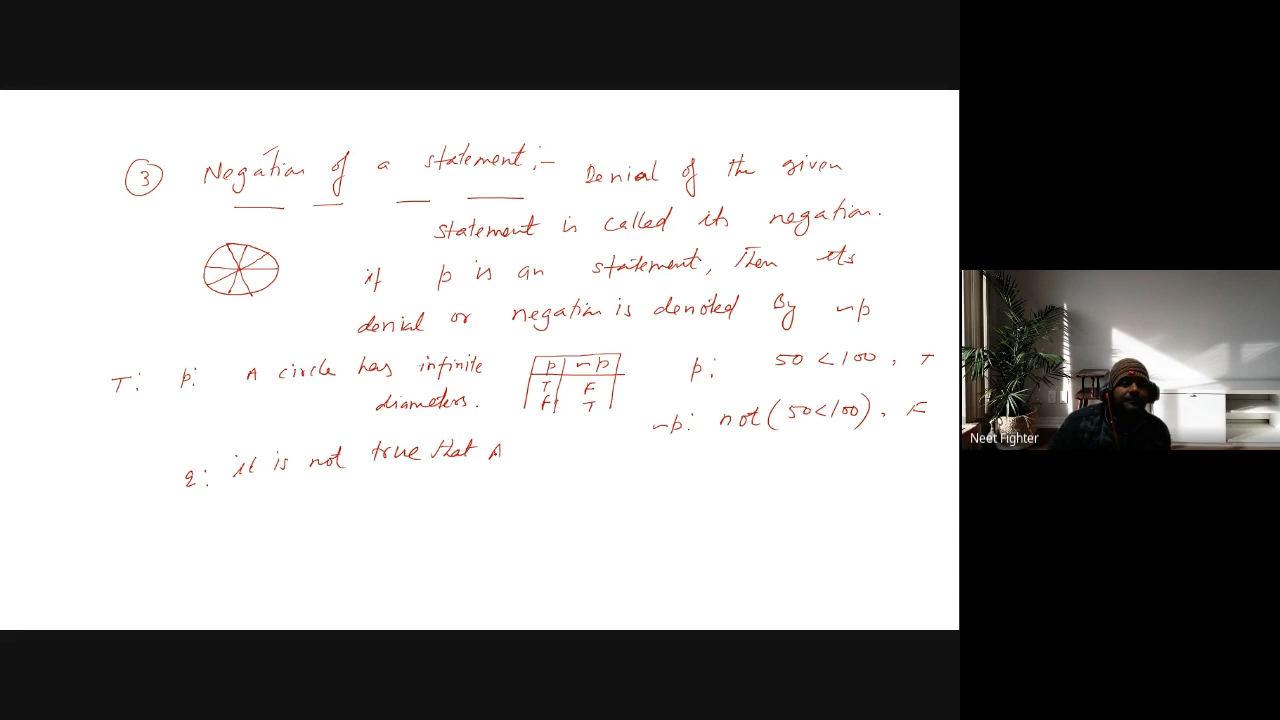 3 Negation of a statement :- Denial of the given
statement is called its negation.
if p is an statement, Then its
denial or negation is denoted By ~p
T: p: A circle has infinite
diameters.
p ~p
T F
F T
p: 50 < 100, T
~p: not (50 < 100), F
q: it is not true that A
Neet Fighter